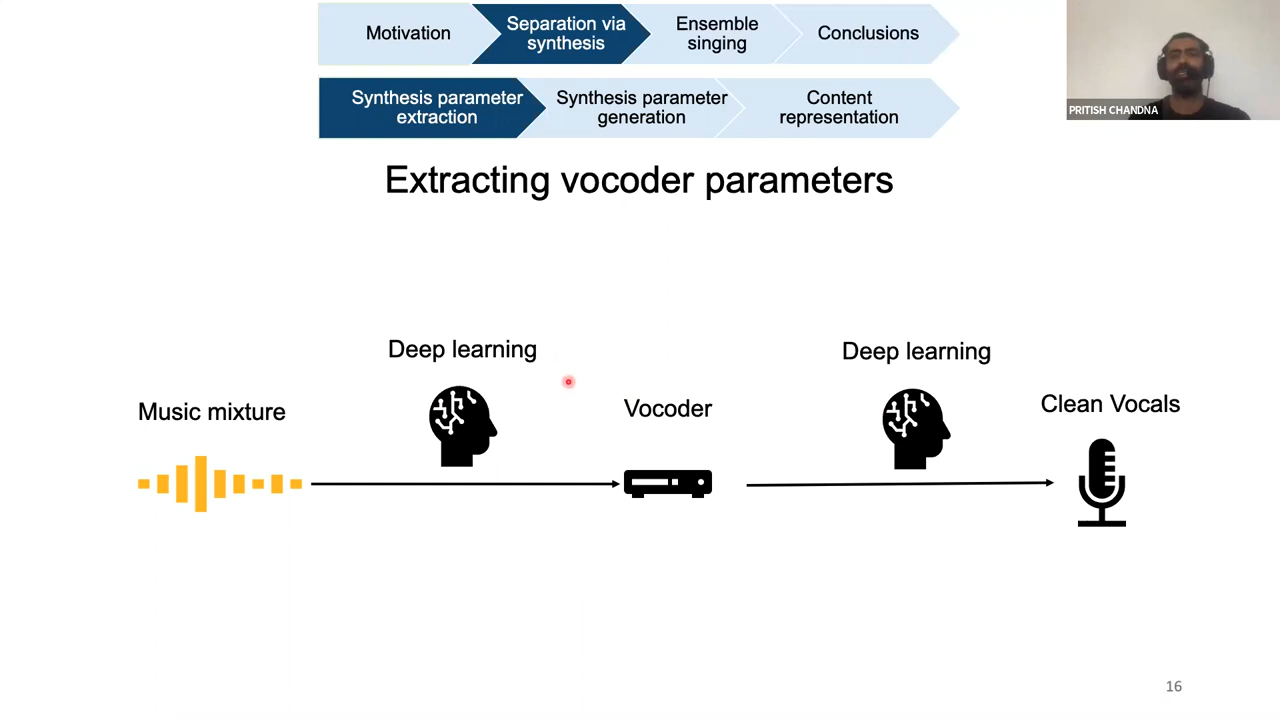 Motivation
Separation via
synthesis
Ensemble
singing
Conclusions
PRITISH CHANDNA
Synthesis parameter
extraction
Synthesis parameter
generation
Content
representation
Extracting vocoder parameters
Deep learning
Deep learning
Music mixture
Vocoder
Clean Vocals
16